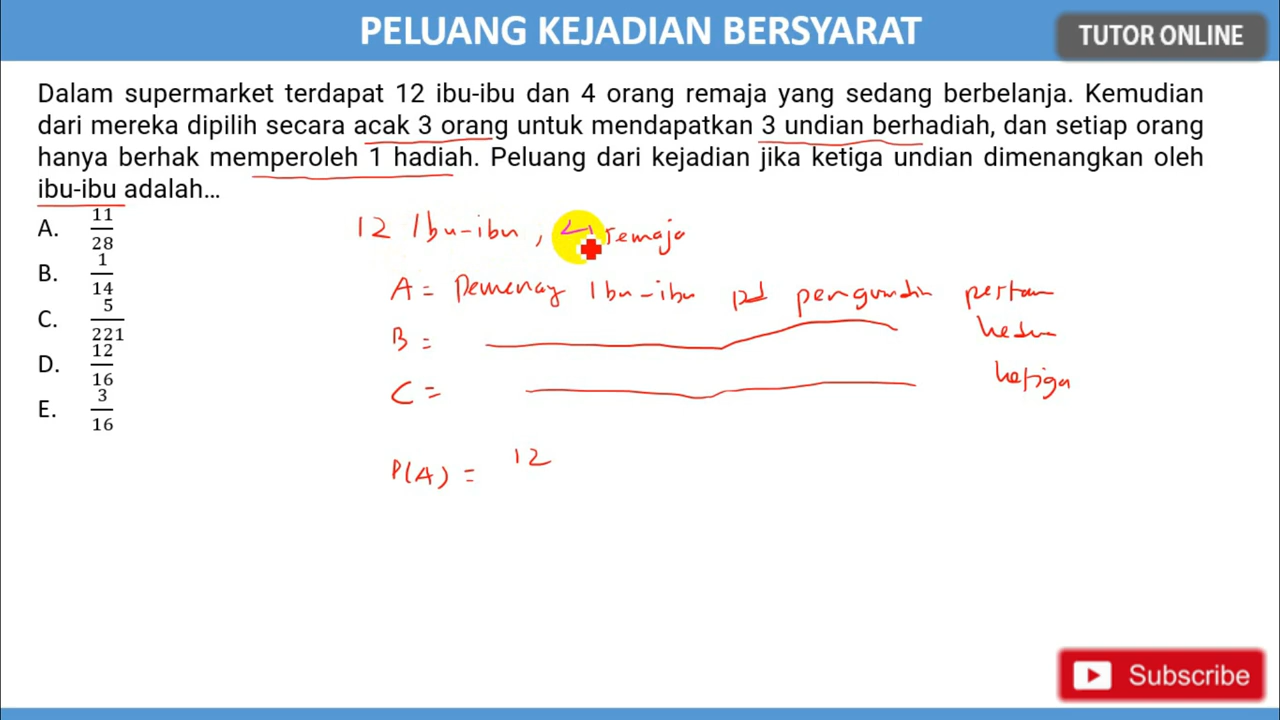 PELUANG KEJADIAN BERSYARAT
TUTOR ONLINE
Dalam supermarket terdapat 12 ibu-ibu dan 4 orang remaja yang sedang berbelanja. Kemudian
dari mereka dipilih secara acak 3 orang untuk mendapatkan 3 undian berhadiah, dan setiap orang
hanya berhak memperoleh 1 hadiah. Peluang dari kejadian jika ketiga undian dimenangkan oleh
ibu-ibu adalah...
A. 11/28
B. 1/14
C. 5/221
D. 12/16
E. 3/16
12 Ibu-ibu, 4 remaja
A = Pemenag Ibu-ibu pd pengundin pertam
B = kedua
C = ketiga
P(A) = 12
Subscribe